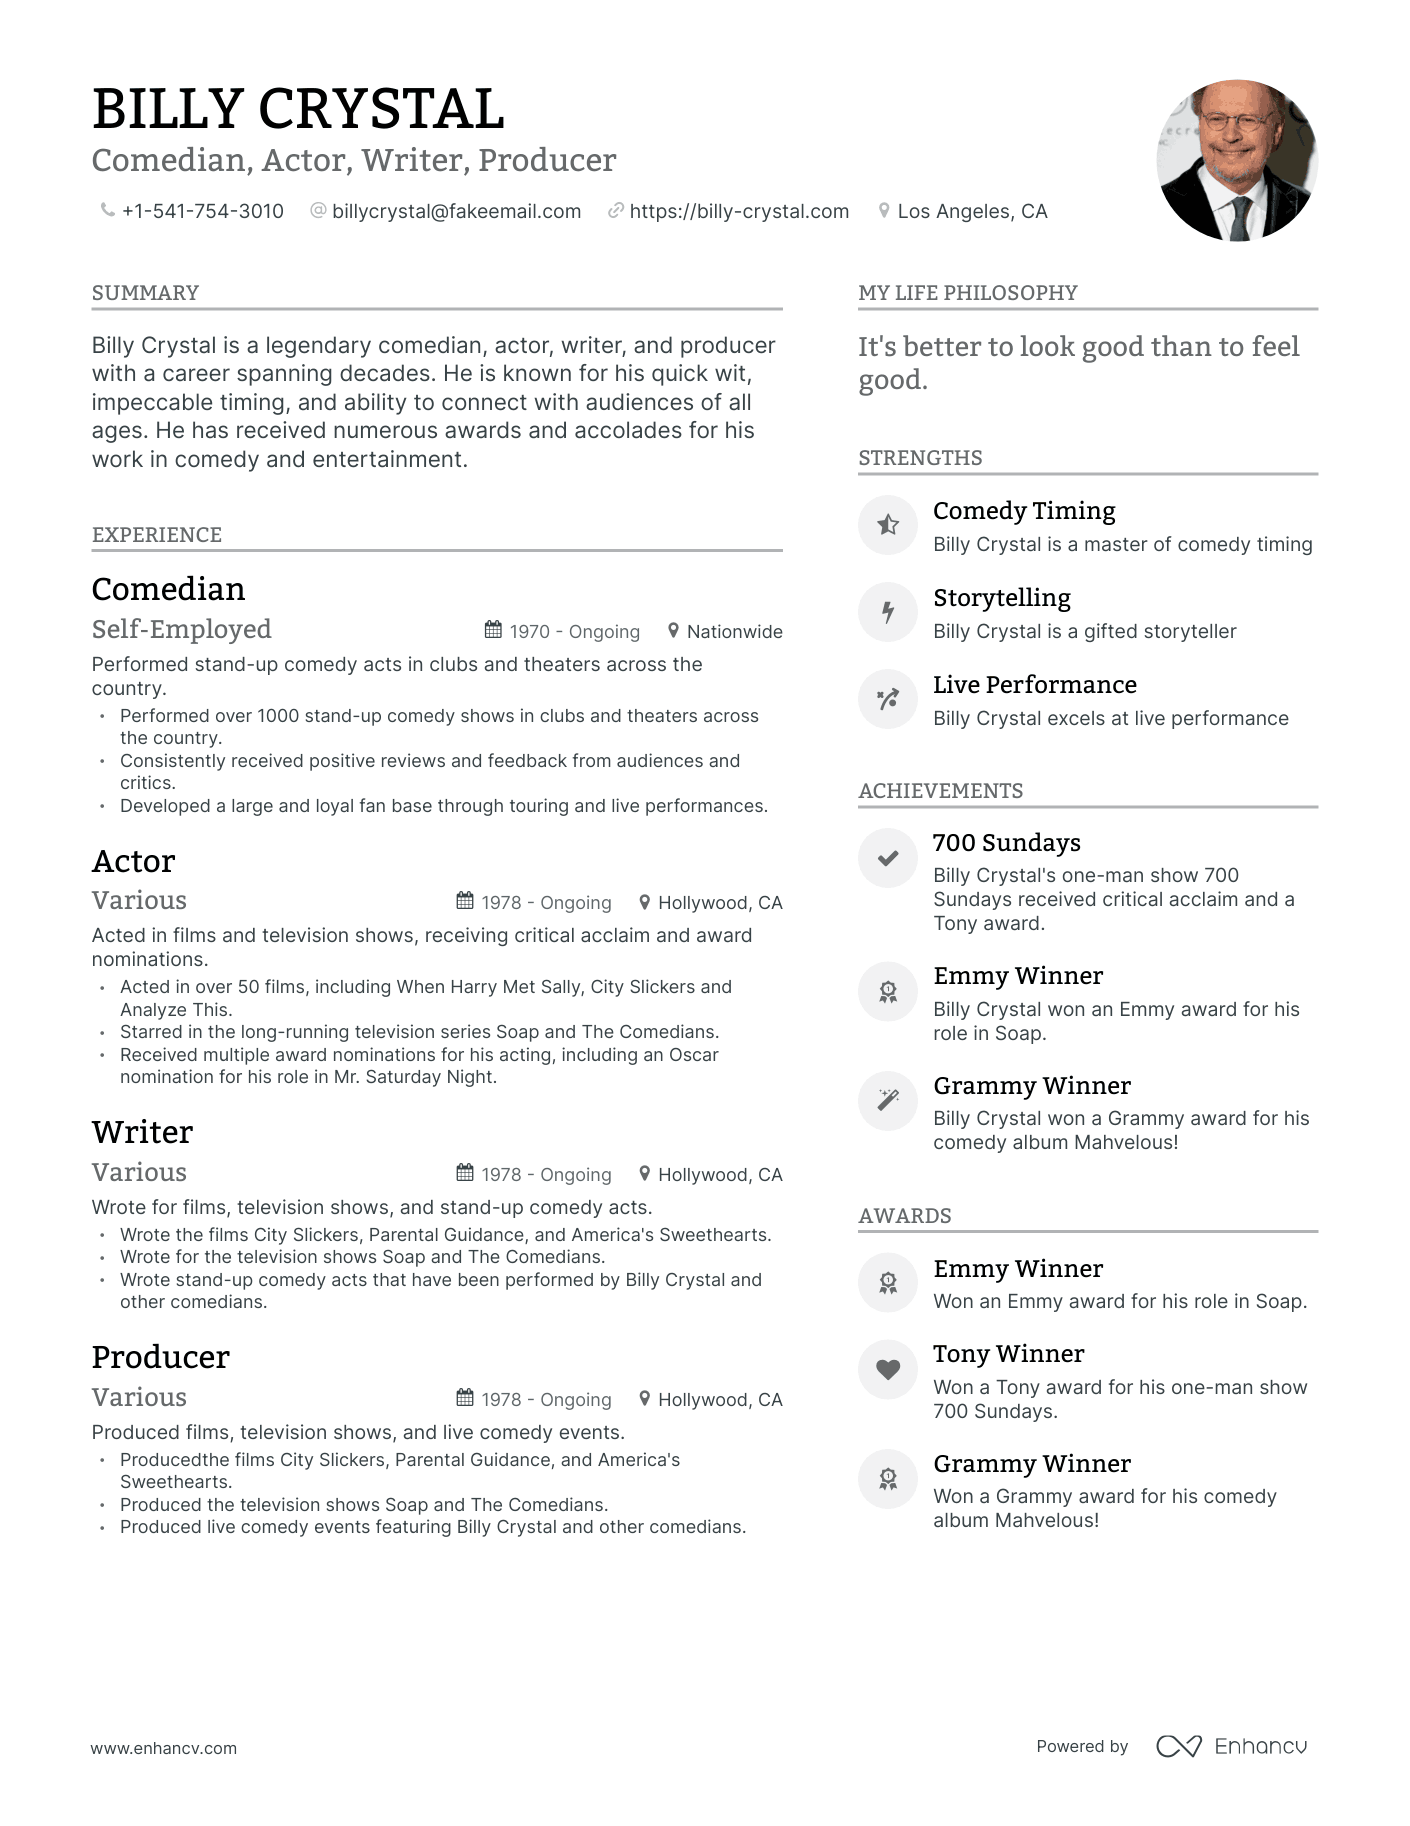 BILLY CRYSTAL
Comedian, Actor, Writer, Producer
+1-541-754-3010 @ billycrystal@fakeemail.com https://billy-crystal.com Los Angeles, CA
SUMMARY
Billy Crystal is a legendary comedian, actor, writer, and producer
with a career spanning decades. He is known for his quick wit,
impeccable timing, and ability to connect with audiences of all
ages. He has received numerous awards and accolades for his
work in comedy and entertainment.
EXPERIENCE
Comedian
Self-Employed 1970 - Ongoing Nationwide
Performed stand-up comedy acts in clubs and theaters across the
country.
• Performed over 1000 stand-up comedy shows in clubs and theaters across
the country.
• Consistently received positive reviews and feedback from audiences and
critics.
• Developed a large and loyal fan base through touring and live performances.
Actor
Various 1978 - Ongoing Hollywood, CA
Acted in films and television shows, receiving critical acclaim and award
nominations.
• Acted in over 50 films, including When Harry Met Sally, City Slickers and
Analyze This.
• Starred in the long-running television series Soap and The Comedians.
• Received multiple award nominations for his acting, including an Oscar
nomination for his role in Mr. Saturday Night.
Writer
Various 1978 - Ongoing Hollywood, CA
Wrote for films, television shows, and stand-up comedy acts.
• Wrote the films City Slickers, Parental Guidance, and America's Sweethearts.
• Wrote for the television shows Soap and The Comedians.
• Wrote stand-up comedy acts that have been performed by Billy Crystal and
other comedians.
Producer
Various 1978 - Ongoing Hollywood, CA
Produced films, television shows, and live comedy events.
• Producedthe films City Slickers, Parental Guidance, and America's
Sweethearts.
• Produced the television shows Soap and The Comedians.
• Produced live comedy events featuring Billy Crystal and other comedians.
MY LIFE PHILOSOPHY
It's better to look good than to feel
good.
STRENGTHS
Comedy Timing
Billy Crystal is a master of comedy timing
Storytelling
Billy Crystal is a gifted storyteller
Live Performance
Billy Crystal excels at live performance
ACHIEVEMENTS
700 Sundays
Billy Crystal's one-man show 700
Sundays received critical acclaim and a
Tony award.
Emmy Winner
Billy Crystal won an Emmy award for his
role in Soap.
Grammy Winner
Billy Crystal won a Grammy award for his
comedy album Mahvelous!
AWARDS
Emmy Winner
Won an Emmy award for his role in Soap.
Tony Winner
Won a Tony award for his one-man show
700 Sundays.
Grammy Winner
Won a Grammy award for his comedy
album Mahvelous!
www.enhancv.com
Powered by Enhancv